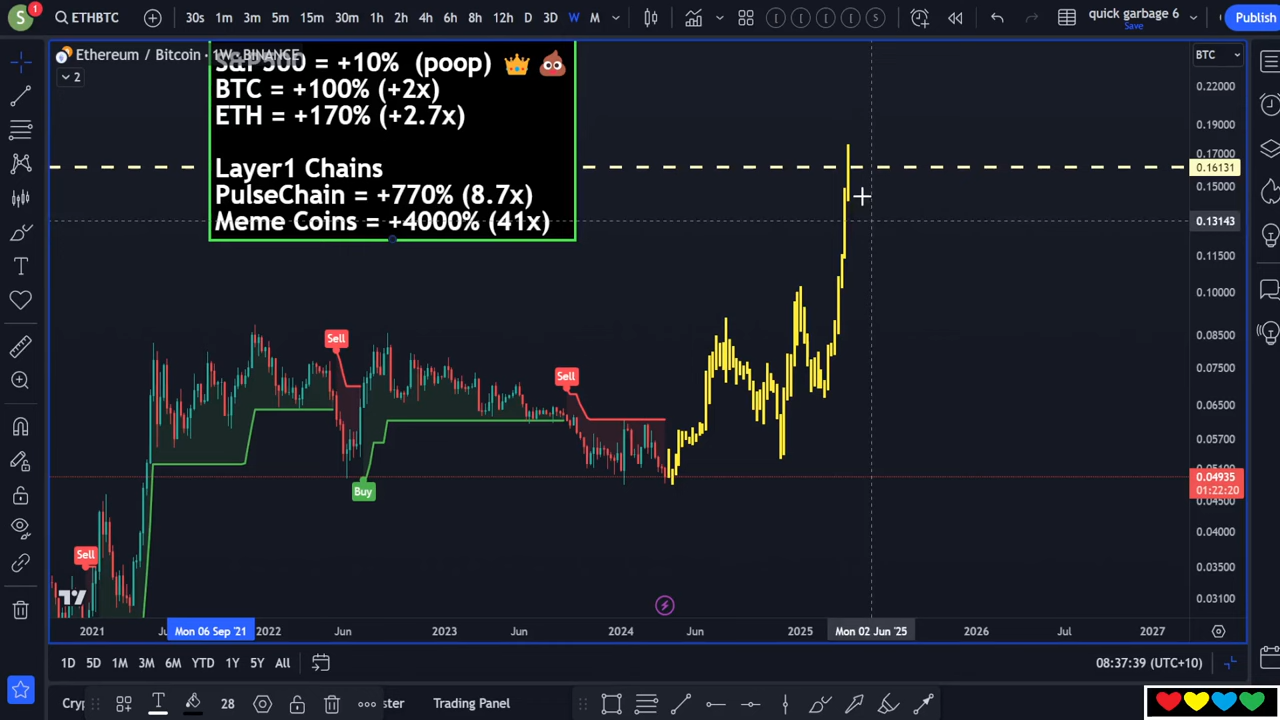 S
11
ETHBTC
30s 1m 3m 5m 15m 30m 1h 2h 4h 6h 8h 12h D 3D W M
quick garbage 6
Save
Publish
Ethereum / Bitcoin · 1W · BINANCE
2
S&P500 = +10% (poop) 👑 💩
BTC = +100% (+2x)
ETH = +170% (+2.7x)
Layer1 Chains
PulseChain = +770% (8.7x)
Meme Coins = +4000% (41x)
BTC
0.22000
0.19000
0.17000
0.16131
0.15000
0.13143
0.11500
0.10000
0.08500
0.07500
0.06500
0.05700
0.04935
01:22:20
0.04500
0.04000
0.03500
0.03100
Sell
Sell
Sell
Buy
2021 Mon 06 Sep '21 2022 Jun 2023 Jun 2024 Jun 2025 Mon 02 Jun '25 2026 Jul 2027
1D 5D 1M 3M 6M YTD 1Y 5Y All
08:37:39 (UTC+10)
28
Trading Panel